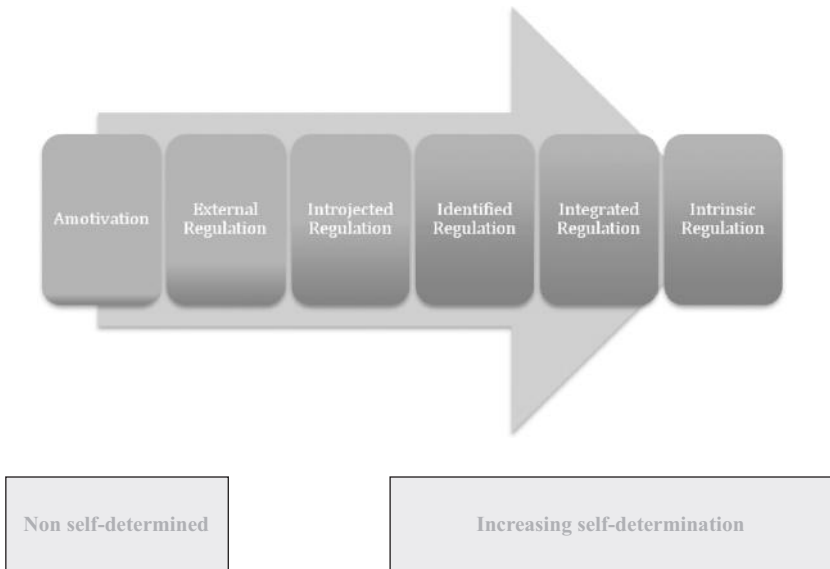 Amotivation
External
Regulation
Introjected
Regulation
Identified
Regulation
Integrated
Regulation
Intrinsic
Regulation
Non self-determined
Increasing self-determination